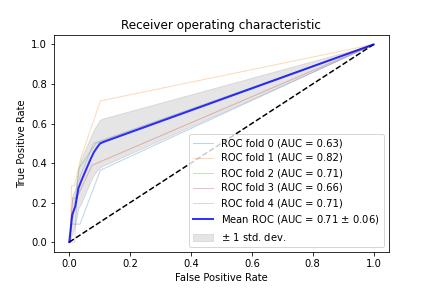 Receiver operating characteristic
True Positive Rate
1.0
0.8
0.6
0.4
0.2
0.0
ROC fold 0 (AUC = 0.63)
ROC fold 1 (AUC = 0.82)
ROC fold 2 (AUC = 0.71)
ROC fold 3 (AUC = 0.66)
ROC fold 4 (AUC = 0.71)
Mean ROC (AUC = 0.71 ± 0.06)
± 1 std. dev.
0.0 0.2 0.4 0.6 0.8 1.0
False Positive Rate